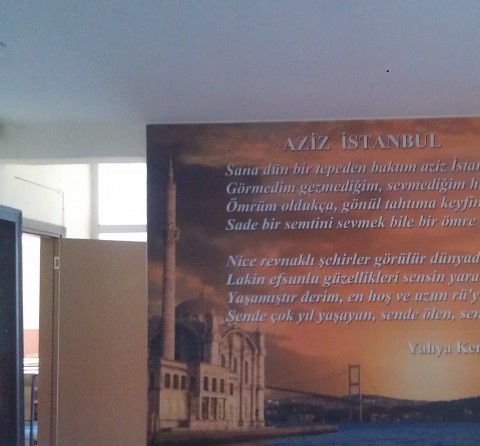 AZİZ İSTANBUL
Sana dün bir tepeden baktım aziz İstan
Görmedim gezmediğim, sevmediğim h
Ömrüm oldukça, gönül tahtıma keyfin
Sade bir semtini sevmek bile bir ömre
Nice revnaklı şehirler görülür dünyad
Lakin efsunlu güzellikleri sensin yara
Yaşamıştır derim, en hoş ve uzun rü'y
Sende çok yıl yaşayan, sende ölen, sen
Yahya Ke